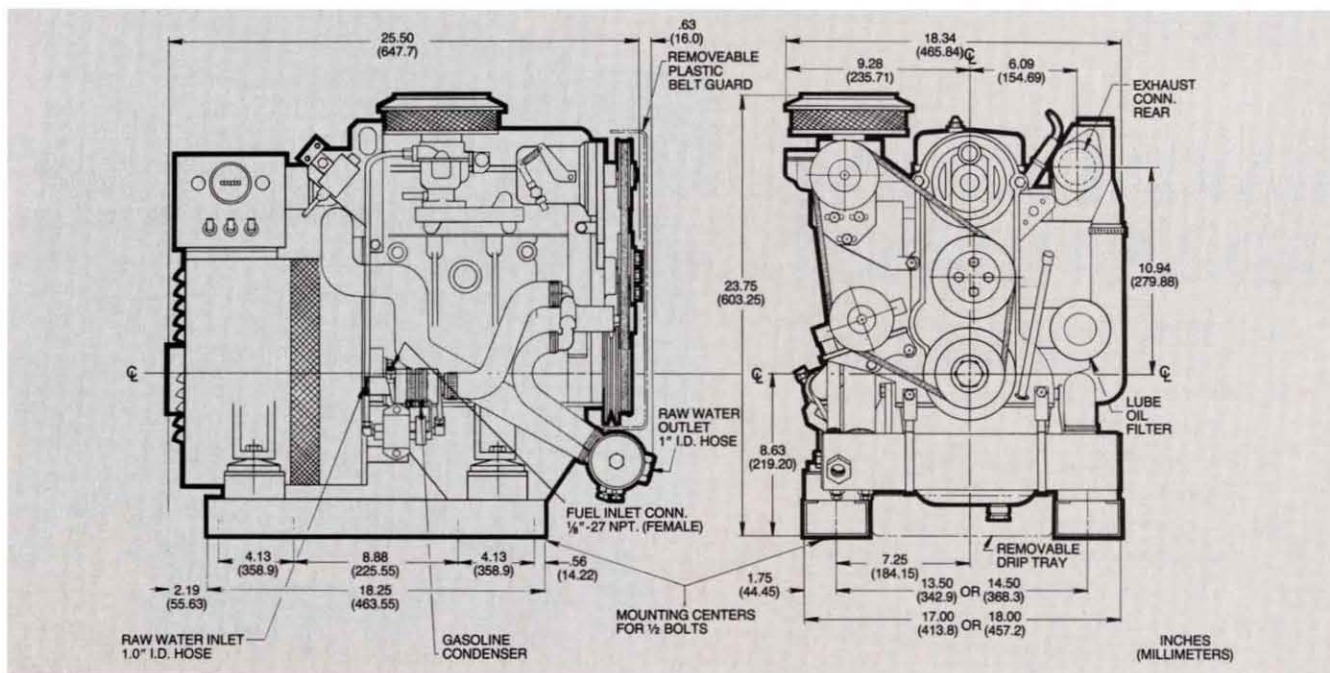 25.50
(647.7)
.63
(16.0)
REMOVEABLE
PLASTIC
BELT GUARD
18.34
(465.84)
℄
9.28
(235.71)
6.09
(154.69)
EXHAUST
CONN.
REAR
23.75
(603.25)
10.94
(279.88)
℄
℄
℄
RAW WATER
OUTLET
1" I.D. HOSE
LUBE
OIL
FILTER
8.63
(219.20)
FUEL INLET CONN.
⅛"-27 NPT. (FEMALE)
4.13
(358.9)
8.88
(225.55)
4.13
(358.9)
.56
(14.22)
2.19
(55.63)
18.25
(463.55)
7.25
(184.15)
REMOVABLE
DRIP TRAY
1.75
(44.45)
13.50 OR 14.50
(342.9) (368.3)
MOUNTING CENTERS
FOR ½ BOLTS
17.00 OR 18.00
(413.8) (457.2)
RAW WATER INLET
1.0" I.D. HOSE
GASOLINE
CONDENSER
INCHES
(MILLIMETERS)